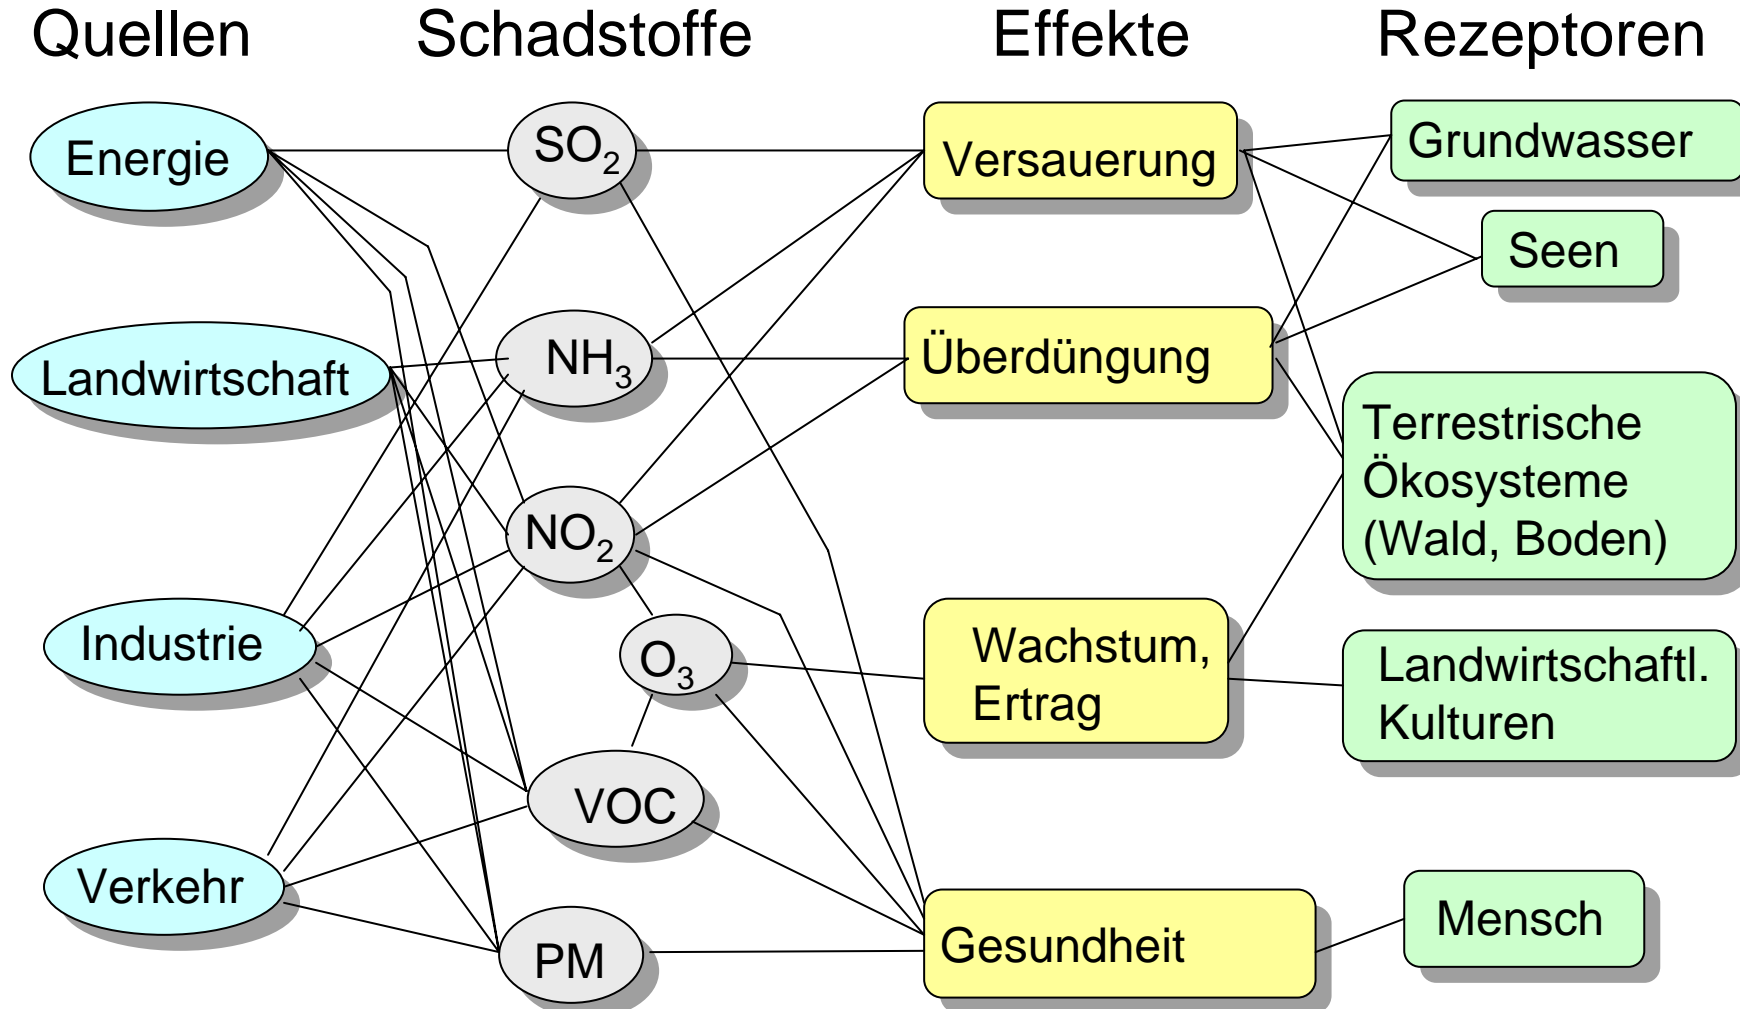 Quellen
Schadstoffe
Effekte
Rezeptoren
Energie
Landwirtschaft
Industrie
Verkehr
SO₂
NH₃
NO₂
O₃
VOC
PM
Versauerung
Überdüngung
Wachstum,
Ertrag
Gesundheit
Grundwasser
Seen
Terrestrische
Ökosysteme
(Wald, Boden)
Landwirtschaftl.
Kulturen
Mensch